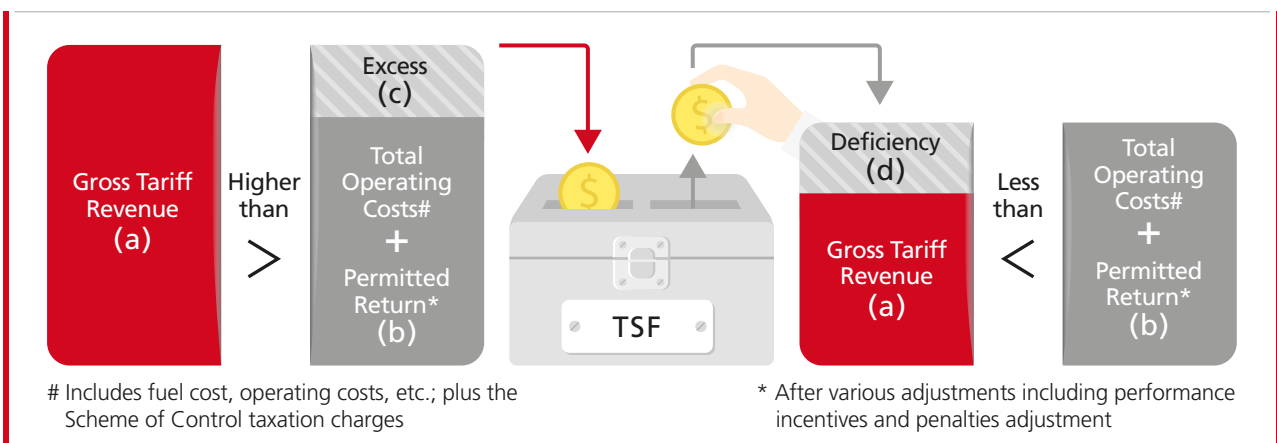 Gross Tariff
Revenue
(a)
Higher
than
>
Excess
(c)
Total
Operating
Costs#
+
Permitted
Return*
(b)
$
$
TSF
Deficiency
(d)
Gross Tariff
Revenue
(a)
Less
than
<
Total
Operating
Costs#
+
Permitted
Return*
(b)
# Includes fuel cost, operating costs, etc.; plus the
Scheme of Control taxation charges
* After various adjustments including performance
incentives and penalties adjustment